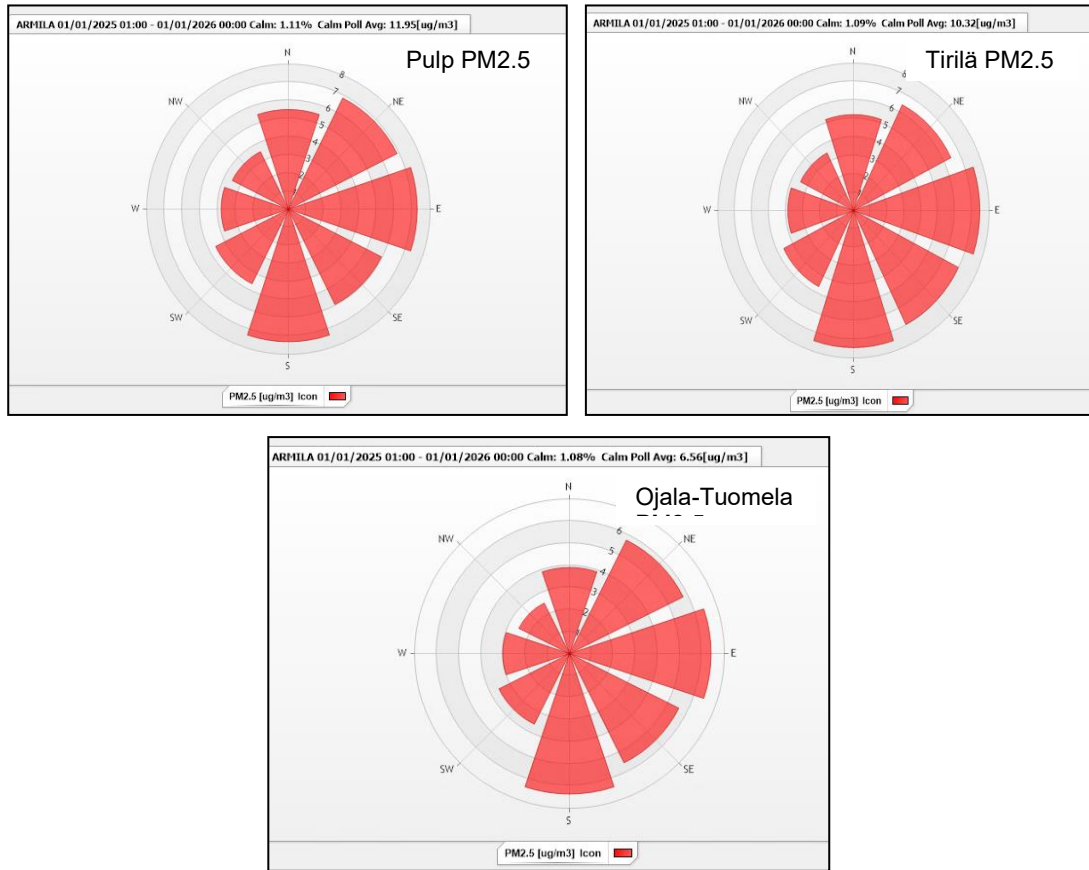 ARMILA 01/01/2025 01:00 - 01/01/2026 00:00 Calm: 1.11% Calm Poll Avg: 11.95[ug/m3]
Pulp PM2.5
N
NE
E
SE
S
SW
W
NW
8
7
6
5
4
3
2
1
PM2.5 [ug/m3] Icon
ARMILA 01/01/2025 01:00 - 01/01/2026 00:00 Calm: 1.09% Calm Poll Avg: 10.32[ug/m3]
Tirilä PM2.5
N
NE
E
SE
S
SW
W
NW
7
6
5
4
3
2
1
PM2.5 [ug/m3] Icon
ARMILA 01/01/2025 01:00 - 01/01/2026 00:00 Calm: 1.08% Calm Poll Avg: 6.56[ug/m3]
Ojala-Tuomela
N
NE
E
SE
S
SW
W
NW
6
5
4
3
2
1
PM2.5 [ug/m3] Icon